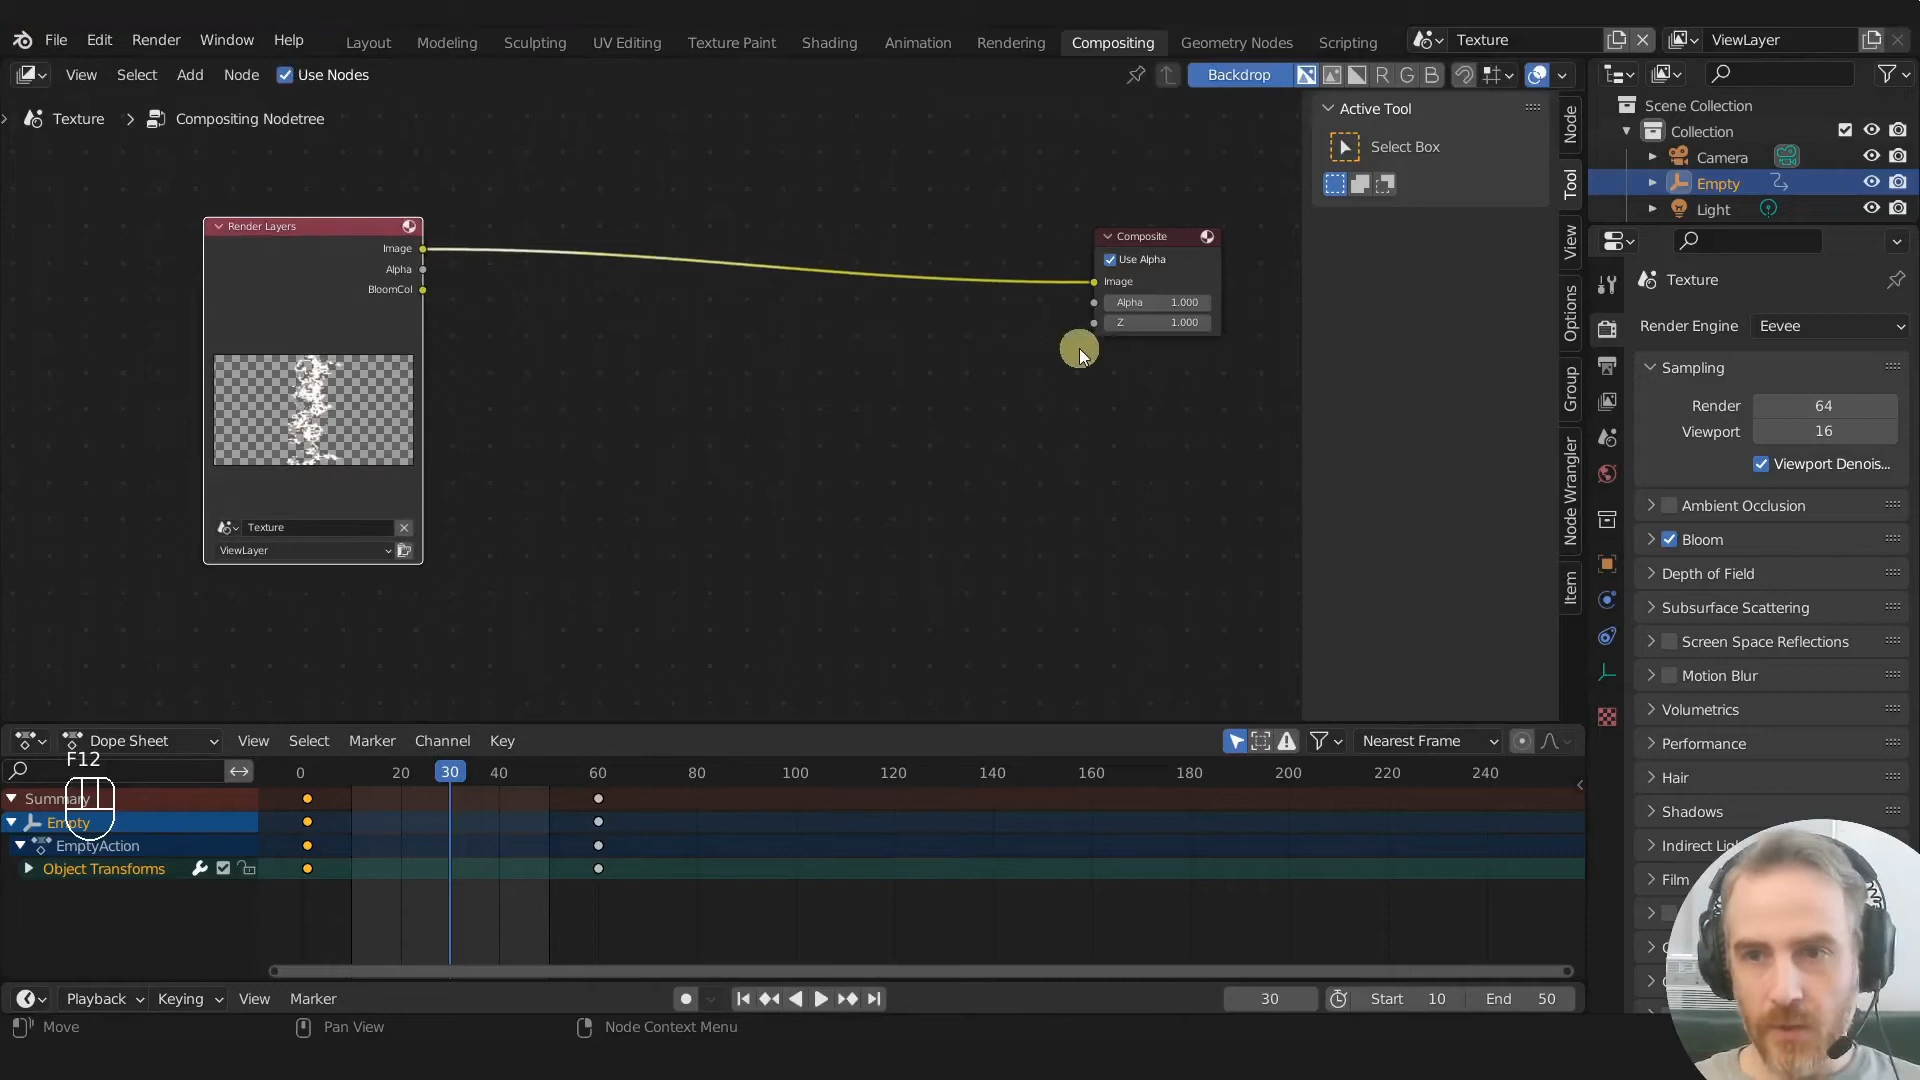 File Edit Render Window Help Layout Modeling Sculpting UV Editing Texture Paint Shading Animation Rendering Compositing Geometry Nodes Scripting Texture ViewLayer
View Select Add Node Use Nodes Backdrop R G B
Texture > Compositing Nodetree
Active Tool
Select Box
Node
Tool
View
Options
Group
Node Wrangler
Item
Render Layers
Image
Alpha
BloomCol
Texture
ViewLayer
Composite
Use Alpha
Image
Alpha 1.000
Z 1.000
Scene Collection
Collection
Camera
Empty
Light
Texture
Render Engine Eevee
Sampling
Render 64
Viewport 16
Viewport Denois...
Ambient Occlusion
Bloom
Depth of Field
Subsurface Scattering
Screen Space Reflections
Motion Blur
Volumetrics
Performance
Hair
Shadows
Indirect Lig
Film
Dope Sheet View Select Marker Channel Key Nearest Frame
F12
0 20 30 40 60 80 100 120 140 160 180 200 220 240
Summary
Empty
EmptyAction
Object Transforms
Playback Keying View Marker 30 Start 10 End 50
Move Pan View Node Context Menu